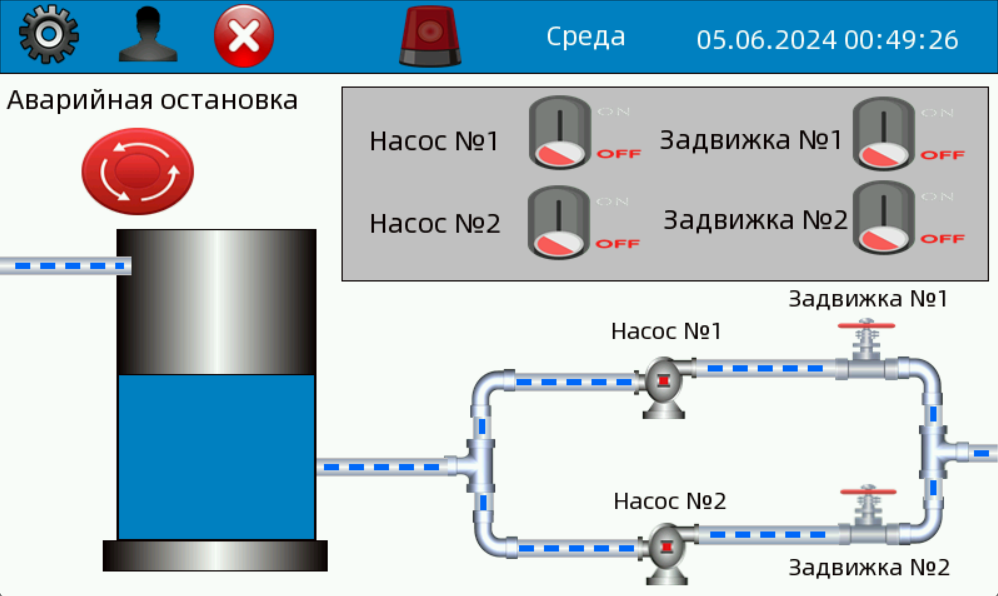 Среда
05.06.2024 00:49:26
Аварийная остановка
Насос №1
ON
OFF
Задвижка №1
ON
OFF
Насос №2
ON
OFF
Задвижка №2
ON
OFF
Задвижка №1
Насос №1
Насос №2
Задвижка №2